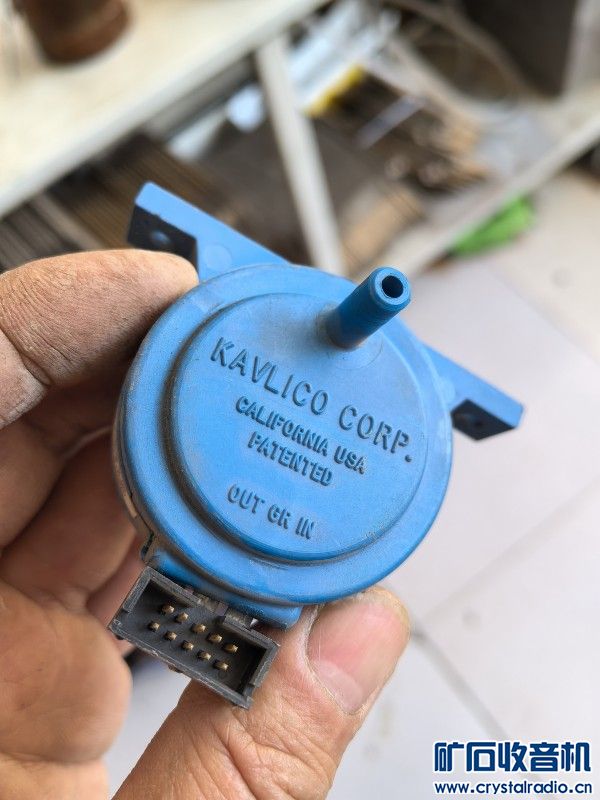 KAVLICO CORP.
CALIFORNIA USA
PATENTED
OUT GR IN
矿石收音机
www.crystalradio.cn